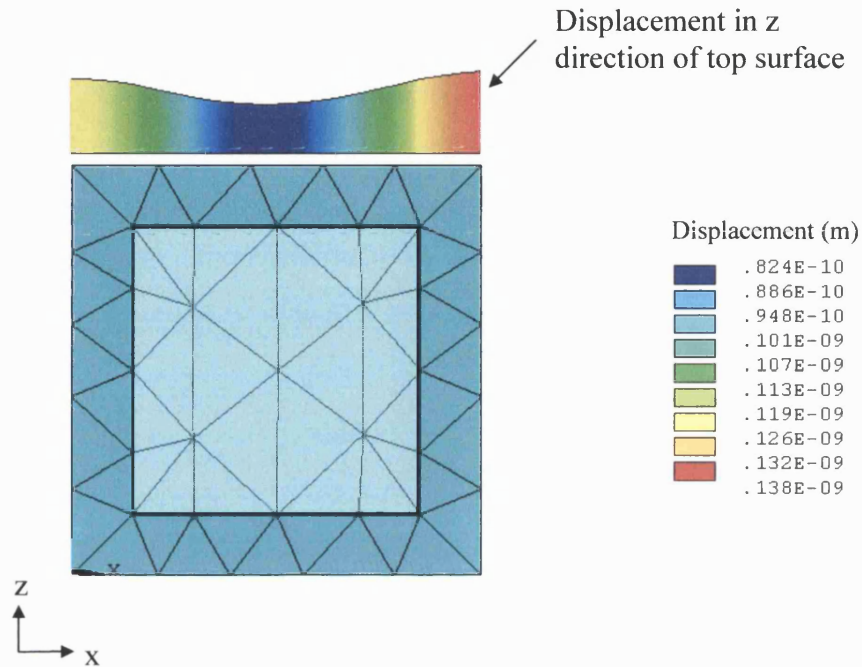 Displacement in z
direction of top surface
Displacement (m)
.824E-10
.886E-10
.948E-10
.101E-09
.107E-09
.113E-09
.119E-09
.126E-09
.132E-09
.138E-09
X
z
x